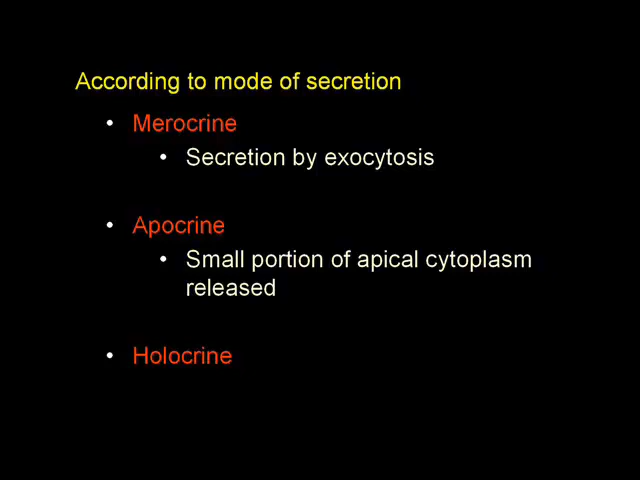 According to mode of secretion
• Merocrine
• Secretion by exocytosis
• Apocrine
• Small portion of apical cytoplasm
released
• Holocrine